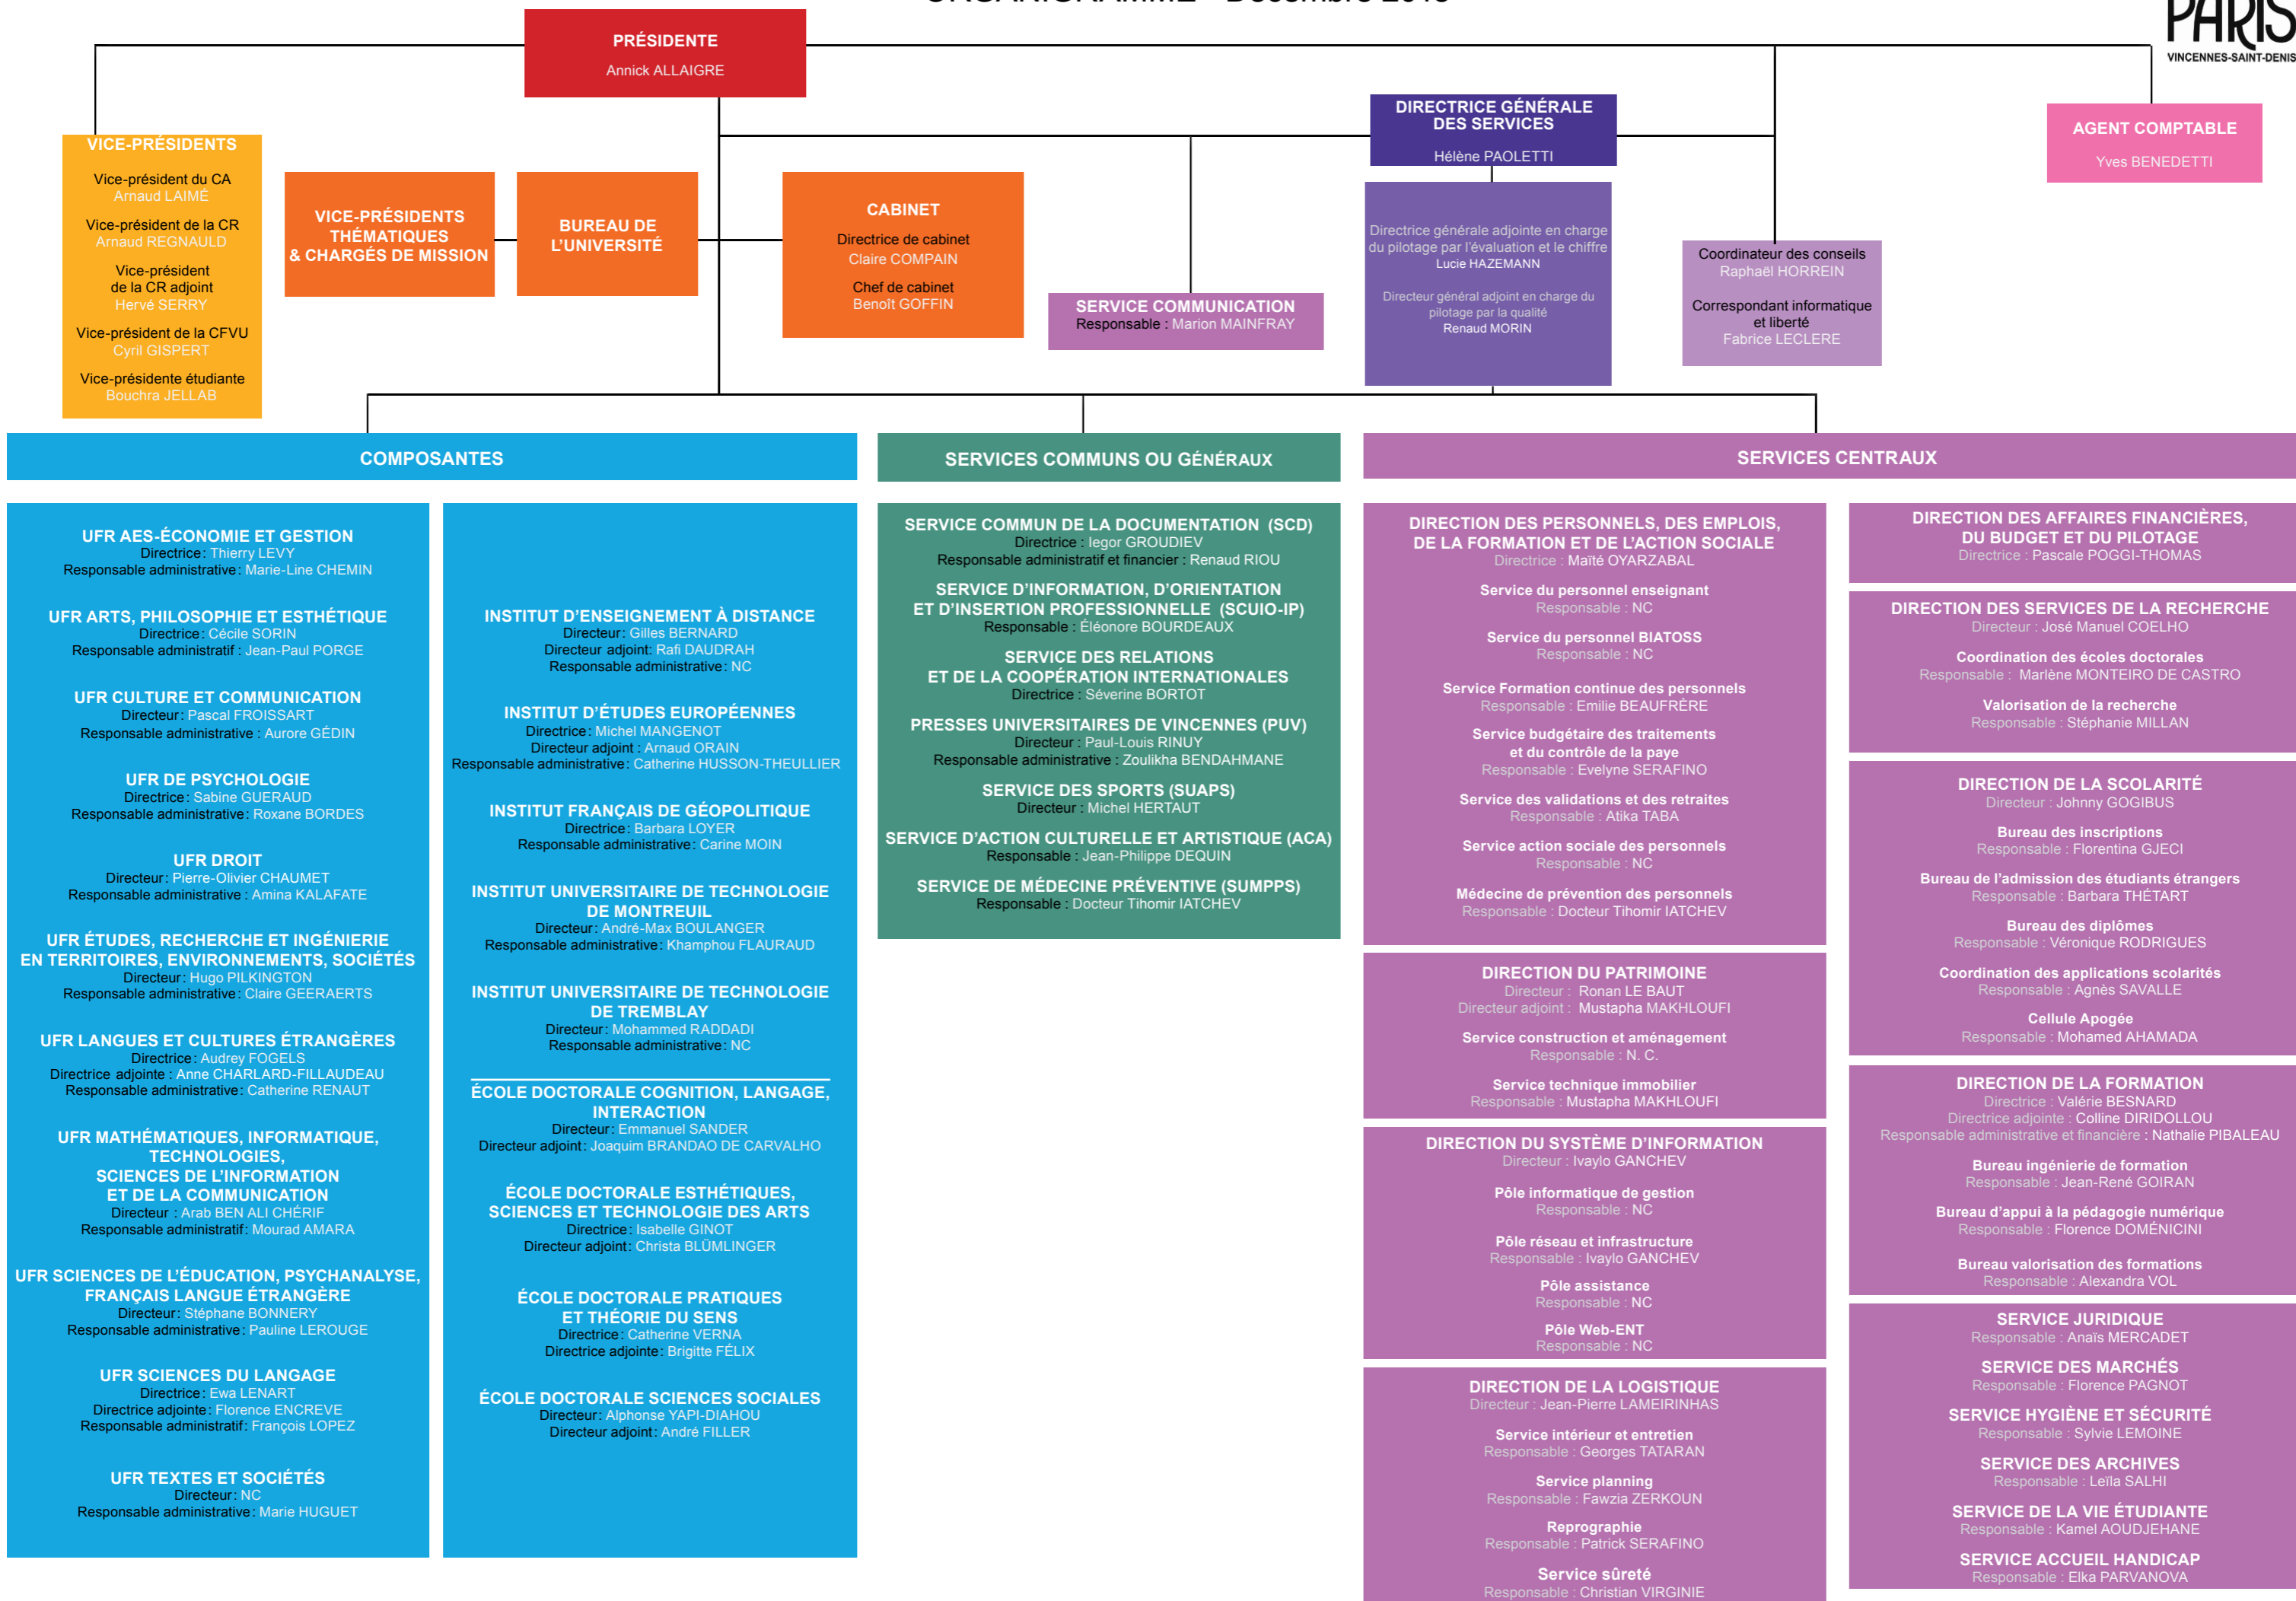 PARIS
VINCENNES-SAINT-DENIS
PRÉSIDENTE
Annick ALLAIGRE
DIRECTRICE GÉNÉRALE
DES SERVICES
Hélène PAOLETTI
AGENT COMPTABLE
Yves BENEDETTI
VICE-PRÉSIDENTS
Vice-président du CA
Arnaud LAIMÉ
Vice-président de la CR
Arnaud REGNAULD
Vice-président
de la CR adjoint
Hervé SERRY
Vice-président de la CFVU
Cyril GISPERT
Vice-présidente étudiante
Bouchra JELLAB
VICE-PRÉSIDENTS
THÉMATIQUES
& CHARGÉS DE MISSION
BUREAU DE
L'UNIVERSITÉ
CABINET
Directrice de cabinet
Claire COMPAIN
Chef de cabinet
Benoît GOFFIN
SERVICE COMMUNICATION
Responsable : Marion MAINFRAY
Directrice générale adjointe en charge
du pilotage par l'évaluation et le chiffre
Lucie HAZEMANN
Directeur général adjoint en charge du
pilotage par la qualité
Renaud MORIN
Coordinateur des conseils
Raphaël HORREIN
Correspondant informatique
et liberté
Fabrice LECLERE
COMPOSANTES
UFR AES-ÉCONOMIE ET GESTION
Directrice: Thierry LEVY
Responsable administrative: Marie-Line CHEMIN
UFR ARTS, PHILOSOPHIE ET ESTHÉTIQUE
Directrice: Cécile SORIN
Responsable administratif : Jean-Paul PORGE
UFR CULTURE ET COMMUNICATION
Directeur: Pascal FROISSART
Responsable administrative : Aurore GÉDIN
UFR DE PSYCHOLOGIE
Directrice: Sabine GUERAUD
Responsable administrative: Roxane BORDES
UFR DROIT
Directeur: Pierre-Olivier CHAUMET
Responsable administrative : Amina KALAFATE
UFR ÉTUDES, RECHERCHE ET INGÉNIERIE
EN TERRITOIRES, ENVIRONNEMENTS, SOCIÉTÉS
Directeur: Hugo PILKINGTON
Responsable administrative: Claire GEERAERTS
UFR LANGUES ET CULTURES ÉTRANGÈRES
Directrice: Audrey FOGELS
Directrice adjointe : Anne CHARLARD-FILLAUDEAU
Responsable administrative: Catherine RENAUT
UFR MATHÉMATIQUES, INFORMATIQUE,
TECHNOLOGIES,
SCIENCES DE L'INFORMATION
ET DE LA COMMUNICATION
Directeur : Arab BEN ALI CHÉRIF
Responsable administratif: Mourad AMARA
UFR SCIENCES DE L'ÉDUCATION, PSYCHANALYSE,
FRANÇAIS LANGUE ÉTRANGÈRE
Directeur: Stéphane BONNERY
Responsable administrative: Pauline LEROUGE
UFR SCIENCES DU LANGAGE
Directrice: Ewa LENART
Directrice adjointe: Florence ENCREVE
Responsable administratif: François LOPEZ
UFR TEXTES ET SOCIÉTÉS
Directeur: NC
Responsable administrative: Marie HUGUET
INSTITUT D'ENSEIGNEMENT À DISTANCE
Directeur: Gilles BERNARD
Directeur adjoint: Rafi DAUDRAH
Responsable administrative: NC
INSTITUT D'ÉTUDES EUROPÉENNES
Directrice: Michel MANGENOT
Directeur adjoint : Arnaud ORAIN
Responsable administrative: Catherine HUSSON-THEULLIER
INSTITUT FRANÇAIS DE GÉOPOLITIQUE
Directrice: Barbara LOYER
Responsable administrative: Carine MOIN
INSTITUT UNIVERSITAIRE DE TECHNOLOGIE
DE MONTREUIL
Directeur: André-Max BOULANGER
Responsable administrative: Khamphou FLAURAUD
INSTITUT UNIVERSITAIRE DE TECHNOLOGIE
DE TREMBLAY
Directeur: Mohammed RADDADI
Responsable administrative: NC
ÉCOLE DOCTORALE COGNITION, LANGAGE,
INTERACTION
Directeur: Emmanuel SANDER
Directeur adjoint: Joaquim BRANDAO DE CARVALHO
ÉCOLE DOCTORALE ESTHÉTIQUES,
SCIENCES ET TECHNOLOGIE DES ARTS
Directrice: Isabelle GINOT
Directeur adjoint: Christa BLÜMLINGER
ÉCOLE DOCTORALE PRATIQUES
ET THÉORIE DU SENS
Directrice: Catherine VERNA
Directrice adjointe: Brigitte FÉLIX
ÉCOLE DOCTORALE SCIENCES SOCIALES
Directeur: Alphonse YAPI-DIAHOU
Directeur adjoint: André FILLER
SERVICES COMMUNS OU GÉNÉRAUX
SERVICE COMMUN DE LA DOCUMENTATION (SCD)
Directrice : Iegor GROUDIEV
Responsable administratif et financier : Renaud RIOU
SERVICE D'INFORMATION, D'ORIENTATION
ET D'INSERTION PROFESSIONNELLE (SCUIO-IP)
Responsable : Éléonore BOURDEAUX
SERVICE DES RELATIONS
ET DE LA COOPÉRATION INTERNATIONALES
Directrice : Séverine BORTOT
PRESSES UNIVERSITAIRES DE VINCENNES (PUV)
Directeur : Paul-Louis RINUY
Responsable administrative : Zoulikha BENDAHMANE
SERVICE DES SPORTS (SUAPS)
Directeur : Michel HERTAUT
SERVICE D'ACTION CULTURELLE ET ARTISTIQUE (ACA)
Responsable : Jean-Philippe DEQUIN
SERVICE DE MÉDECINE PRÉVENTIVE (SUMPPS)
Responsable : Docteur Tihomir IATCHEV
SERVICES CENTRAUX
DIRECTION DES PERSONNELS, DES EMPLOIS,
DE LA FORMATION ET DE L'ACTION SOCIALE
Directrice : Maïté OYARZABAL
Service du personnel enseignant
Responsable : NC
Service du personnel BIATOSS
Responsable : NC
Service Formation continue des personnels
Responsable : Emilie BEAUFRÈRE
Service budgétaire des traitements
et du contrôle de la paye
Responsable : Evelyne SERAFINO
Service des validations et des retraites
Responsable : Atika TABA
Service action sociale des personnels
Responsable : NC
Médecine de prévention des personnels
Responsable : Docteur Tihomir IATCHEV
DIRECTION DU PATRIMOINE
Directeur : Ronan LE BAUT
Directeur adjoint : Mustapha MAKHLOUFI
Service construction et aménagement
Responsable : N. C.
Service technique immobilier
Responsable : Mustapha MAKHLOUFI
DIRECTION DU SYSTÈME D'INFORMATION
Directeur : Ivaylo GANCHEV
Pôle informatique de gestion
Responsable : NC
Pôle réseau et infrastructure
Responsable : Ivaylo GANCHEV
Pôle assistance
Responsable : NC
Pôle Web-ENT
Responsable : NC
DIRECTION DE LA LOGISTIQUE
Directeur : Jean-Pierre LAMEIRINHAS
Service intérieur et entretien
Responsable : Georges TATARAN
Service planning
Responsable : Fawzia ZERKOUN
Reprographie
Responsable : Patrick SERAFINO
Service sûreté
Responsable : Christian VIRGINIE
DIRECTION DES AFFAIRES FINANCIÈRES,
DU BUDGET ET DU PILOTAGE
Directrice : Pascale POGGI-THOMAS
DIRECTION DES SERVICES DE LA RECHERCHE
Directeur : José Manuel COELHO
Coordination des écoles doctorales
Responsable : Marlène MONTEIRO DE CASTRO
Valorisation de la recherche
Responsable : Stéphanie MILLAN
DIRECTION DE LA SCOLARITÉ
Directeur : Johnny GOGIBUS
Bureau des inscriptions
Responsable : Florentina GJECI
Bureau de l'admission des étudiants étrangers
Responsable : Barbara THÉTART
Bureau des diplômes
Responsable : Véronique RODRIGUES
Coordination des applications scolarités
Responsable : Agnès SAVALLE
Cellule Apogée
Responsable : Mohamed AHAMADA
DIRECTION DE LA FORMATION
Directrice : Valérie BESNARD
Directrice adjointe : Colline DIRIDOLLOU
Responsable administrative et financière : Nathalie PIBALEAU
Bureau ingénierie de formation
Responsable : Jean-René GOIRAN
Bureau d'appui à la pédagogie numérique
Responsable : Florence DOMÉNICINI
Bureau valorisation des formations
Responsable : Alexandra VOL
SERVICE JURIDIQUE
Responsable : Anaïs MERCADET
SERVICE DES MARCHÉS
Responsable : Florence PAGNOT
SERVICE HYGIÈNE ET SÉCURITÉ
Responsable : Sylvie LEMOINE
SERVICE DES ARCHIVES
Responsable : Leïla SALHI
SERVICE DE LA VIE ÉTUDIANTE
Responsable : Kamel AOUDJEHANE
SERVICE ACCUEIL HANDICAP
Responsable : Elka PARVANOVA